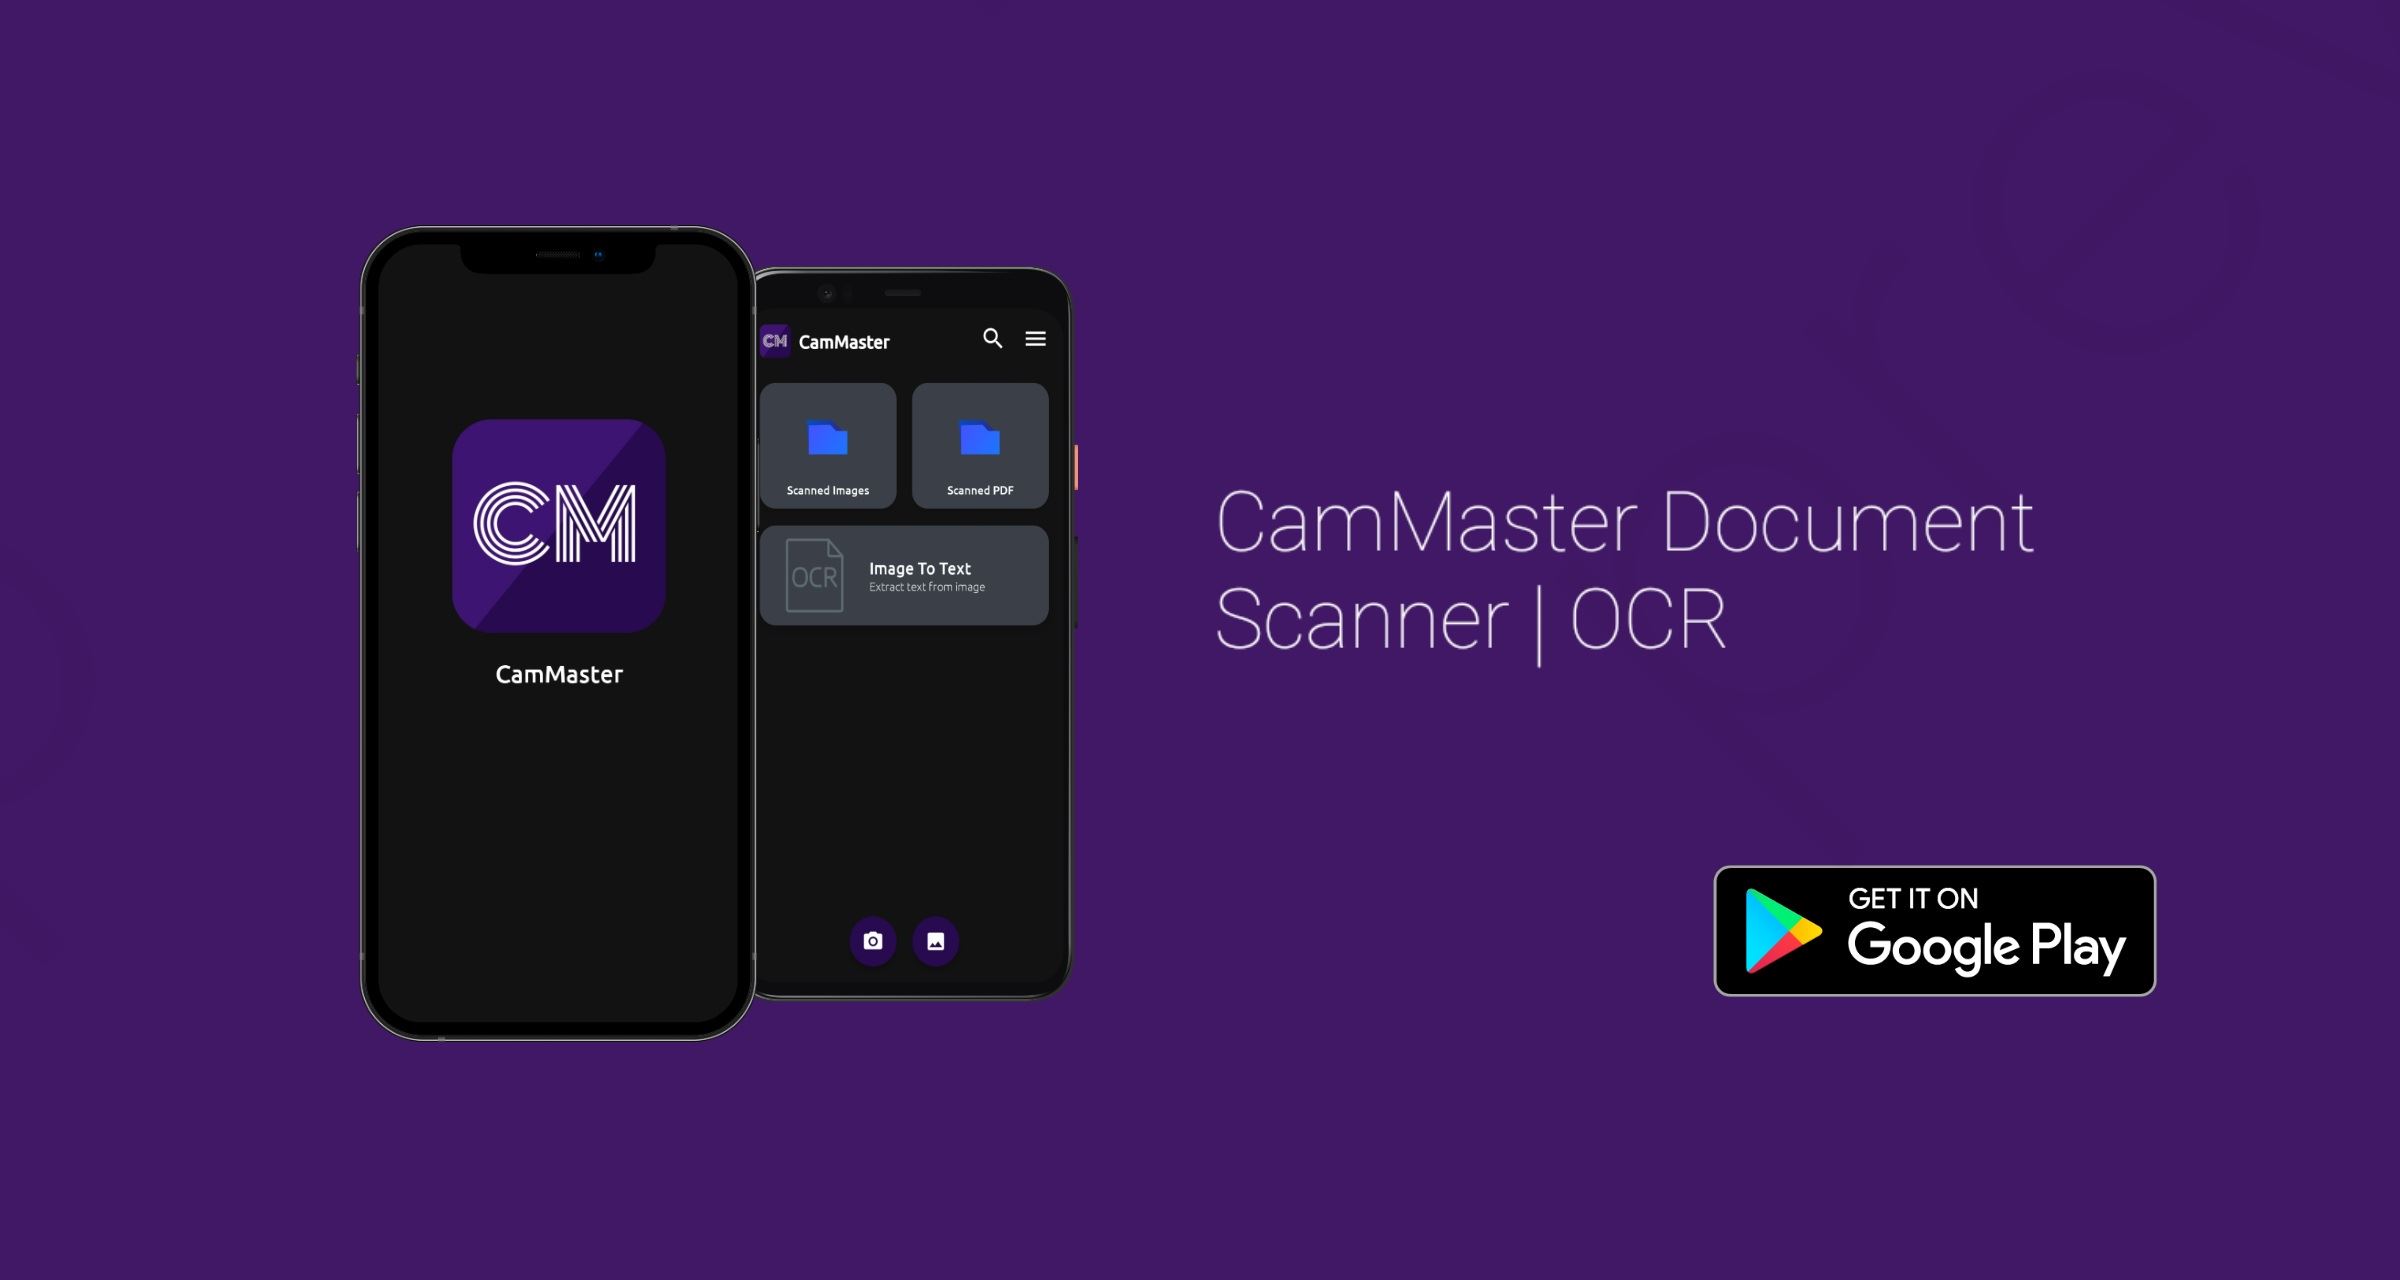 CM
CamMaster
CM CamMaster
Scanned Images
Scanned PDF
OCR
Image To Text
Extract text from image
CamMaster Document
Scanner | OCR
GET IT ON
Google Play